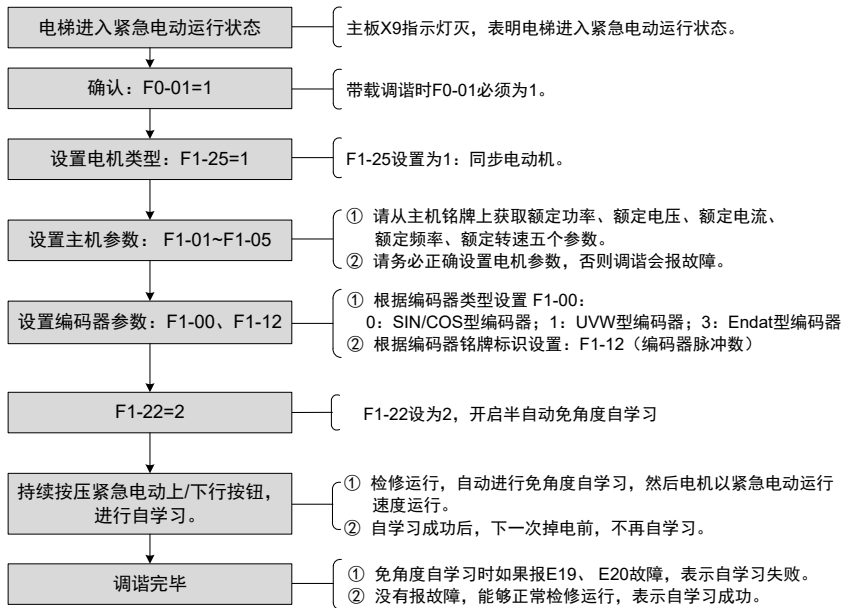 电梯进入紧急电动运行状态
主板X9指示灯灭，表明电梯进入紧急电动运行状态。
确认：F0-01=1
带载调谐时F0-01必须为1。
设置电机类型：F1-25=1
F1-25设置为1：同步电动机。
设置主机参数： F1-01~F1-05
① 请从主机铭牌上获取额定功率、额定电压、额定电流、
额定频率、额定转速五个参数。
② 请务必正确设置电机参数，否则调谐会报故障。
设置编码器参数：F1-00、F1-12
① 根据编码器类型设置 F1-00：
0：SIN/COS型编码器；1：UVW型编码器；3：Endat型编码器
② 根据编码器铭牌标识设置：F1-12（编码器脉冲数）
F1-22=2
F1-22设为2，开启半自动免角度自学习
持续按压紧急电动上/下行按钮，
进行自学习。
① 检修运行，自动进行免角度自学习，然后电机以紧急电动运行
速度运行。
② 自学习成功后，下一次掉电前，不再自学习。
调谐完毕
① 免角度自学习时如果报E19、 E20故障，表示自学习失败。
② 没有报故障，能够正常检修运行，表示自学习成功。